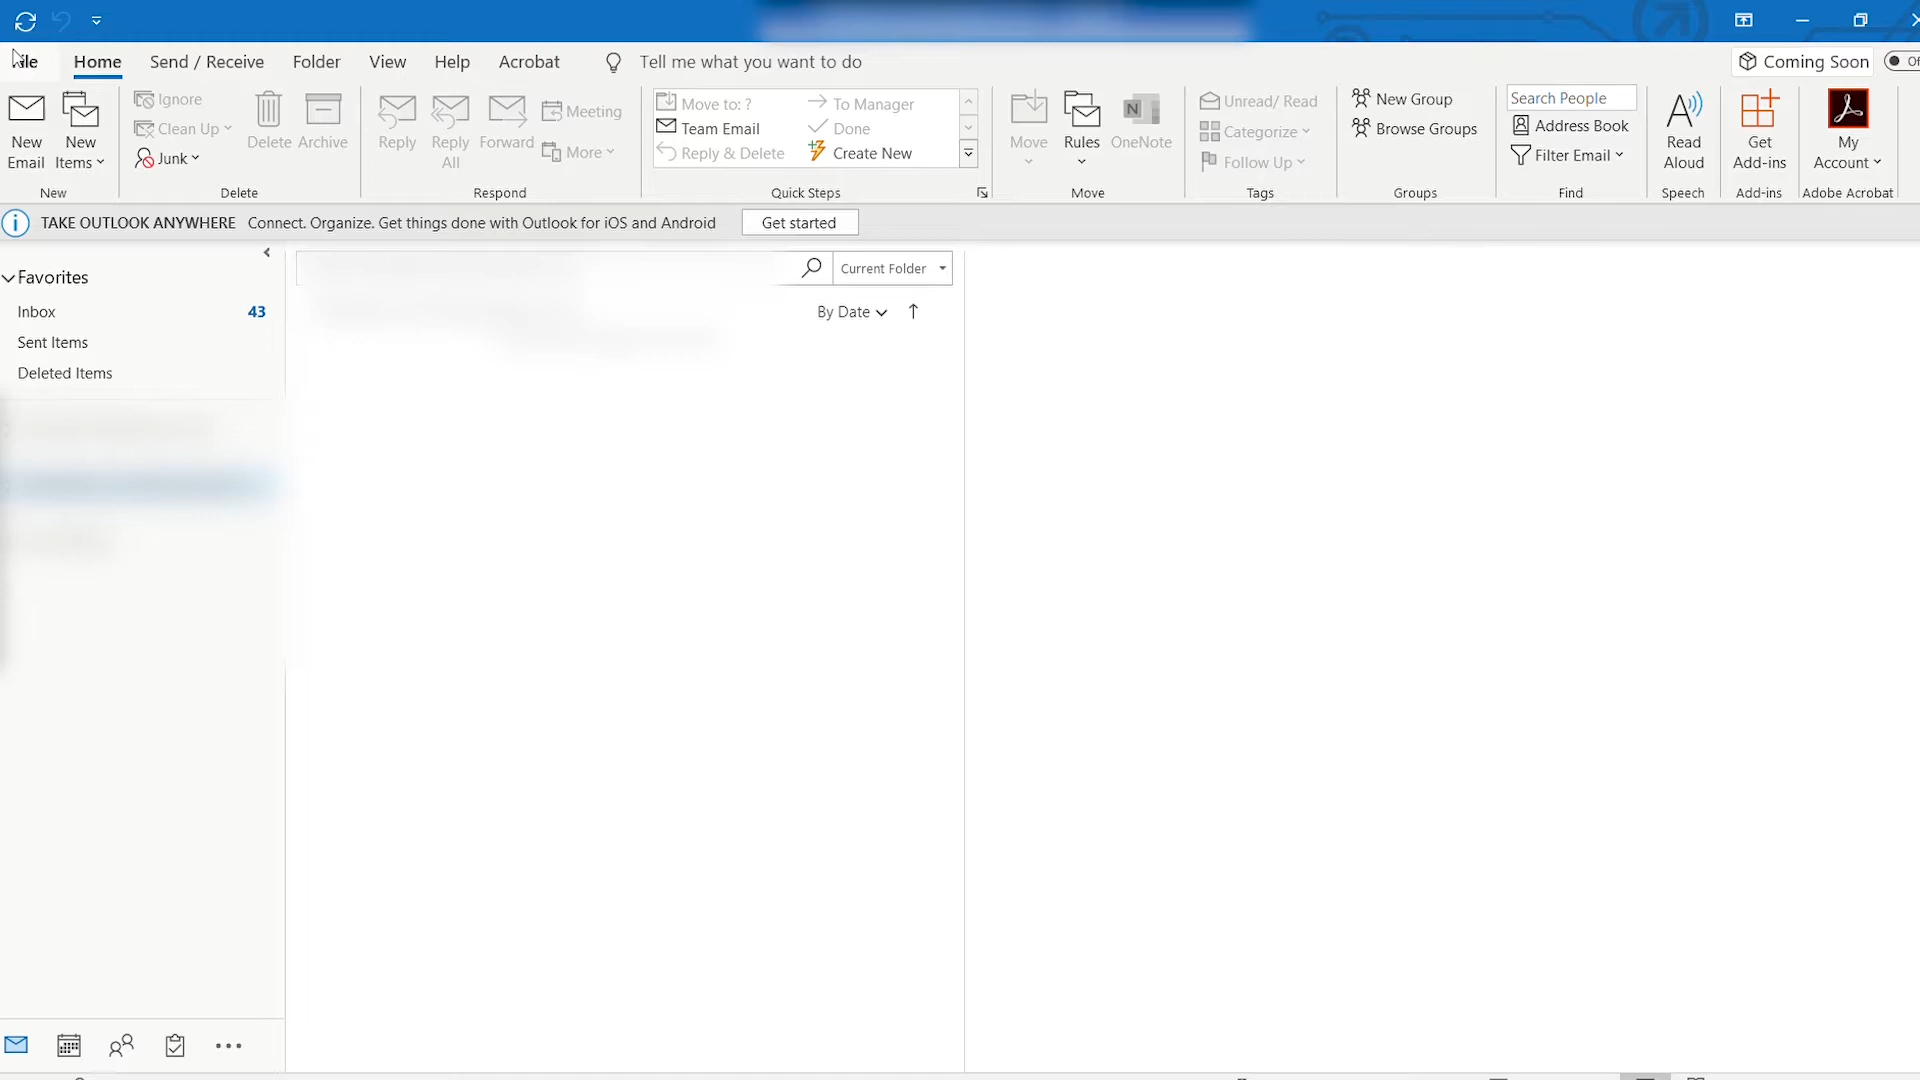 File Home Send / Receive Folder View Help Acrobat Tell me what you want to do Coming Soon
New Email
New Items
Ignore
Clean Up
Junk
Delete Archive
Reply
Reply All
Forward
Meeting
More
Move to: ?
Team Email
Reply & Delete
To Manager
Done
Create New
Move
Rules
OneNote
Unread/ Read
Categorize
Follow Up
New Group
Browse Groups
Search People
Address Book
Filter Email
Read Aloud
Get Add-ins
My Account
New Delete Respond Quick Steps Move Tags Groups Find Speech Add-ins Adobe Acrobat
TAKE OUTLOOK ANYWHERE Connect. Organize. Get things done with Outlook for iOS and Android Get started
Favorites
Inbox 43
Sent Items
Deleted Items
Current Folder
By Date